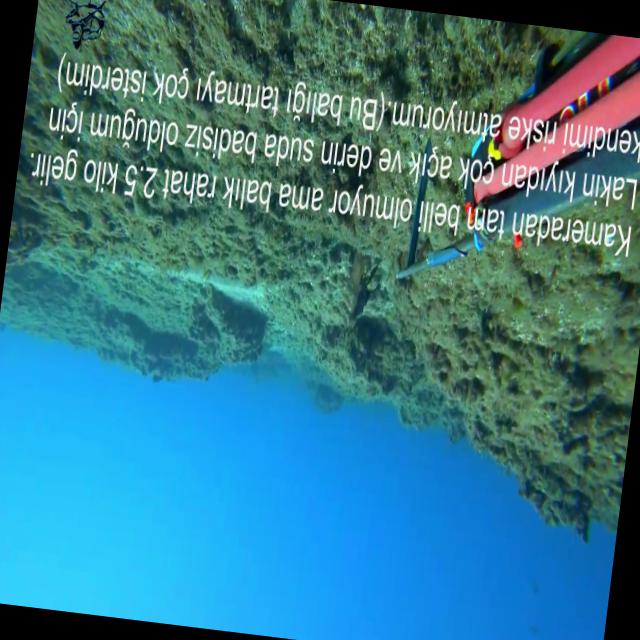 Kameradan tam belli olmuyor ama balık rahat 2.5 kilo gelir.
Lakin kıyıdan çok açık ve derin suda badisiz olduğum için
kendimi riske atmıyorum.(Bu balığı tartmayı çok isterdim)